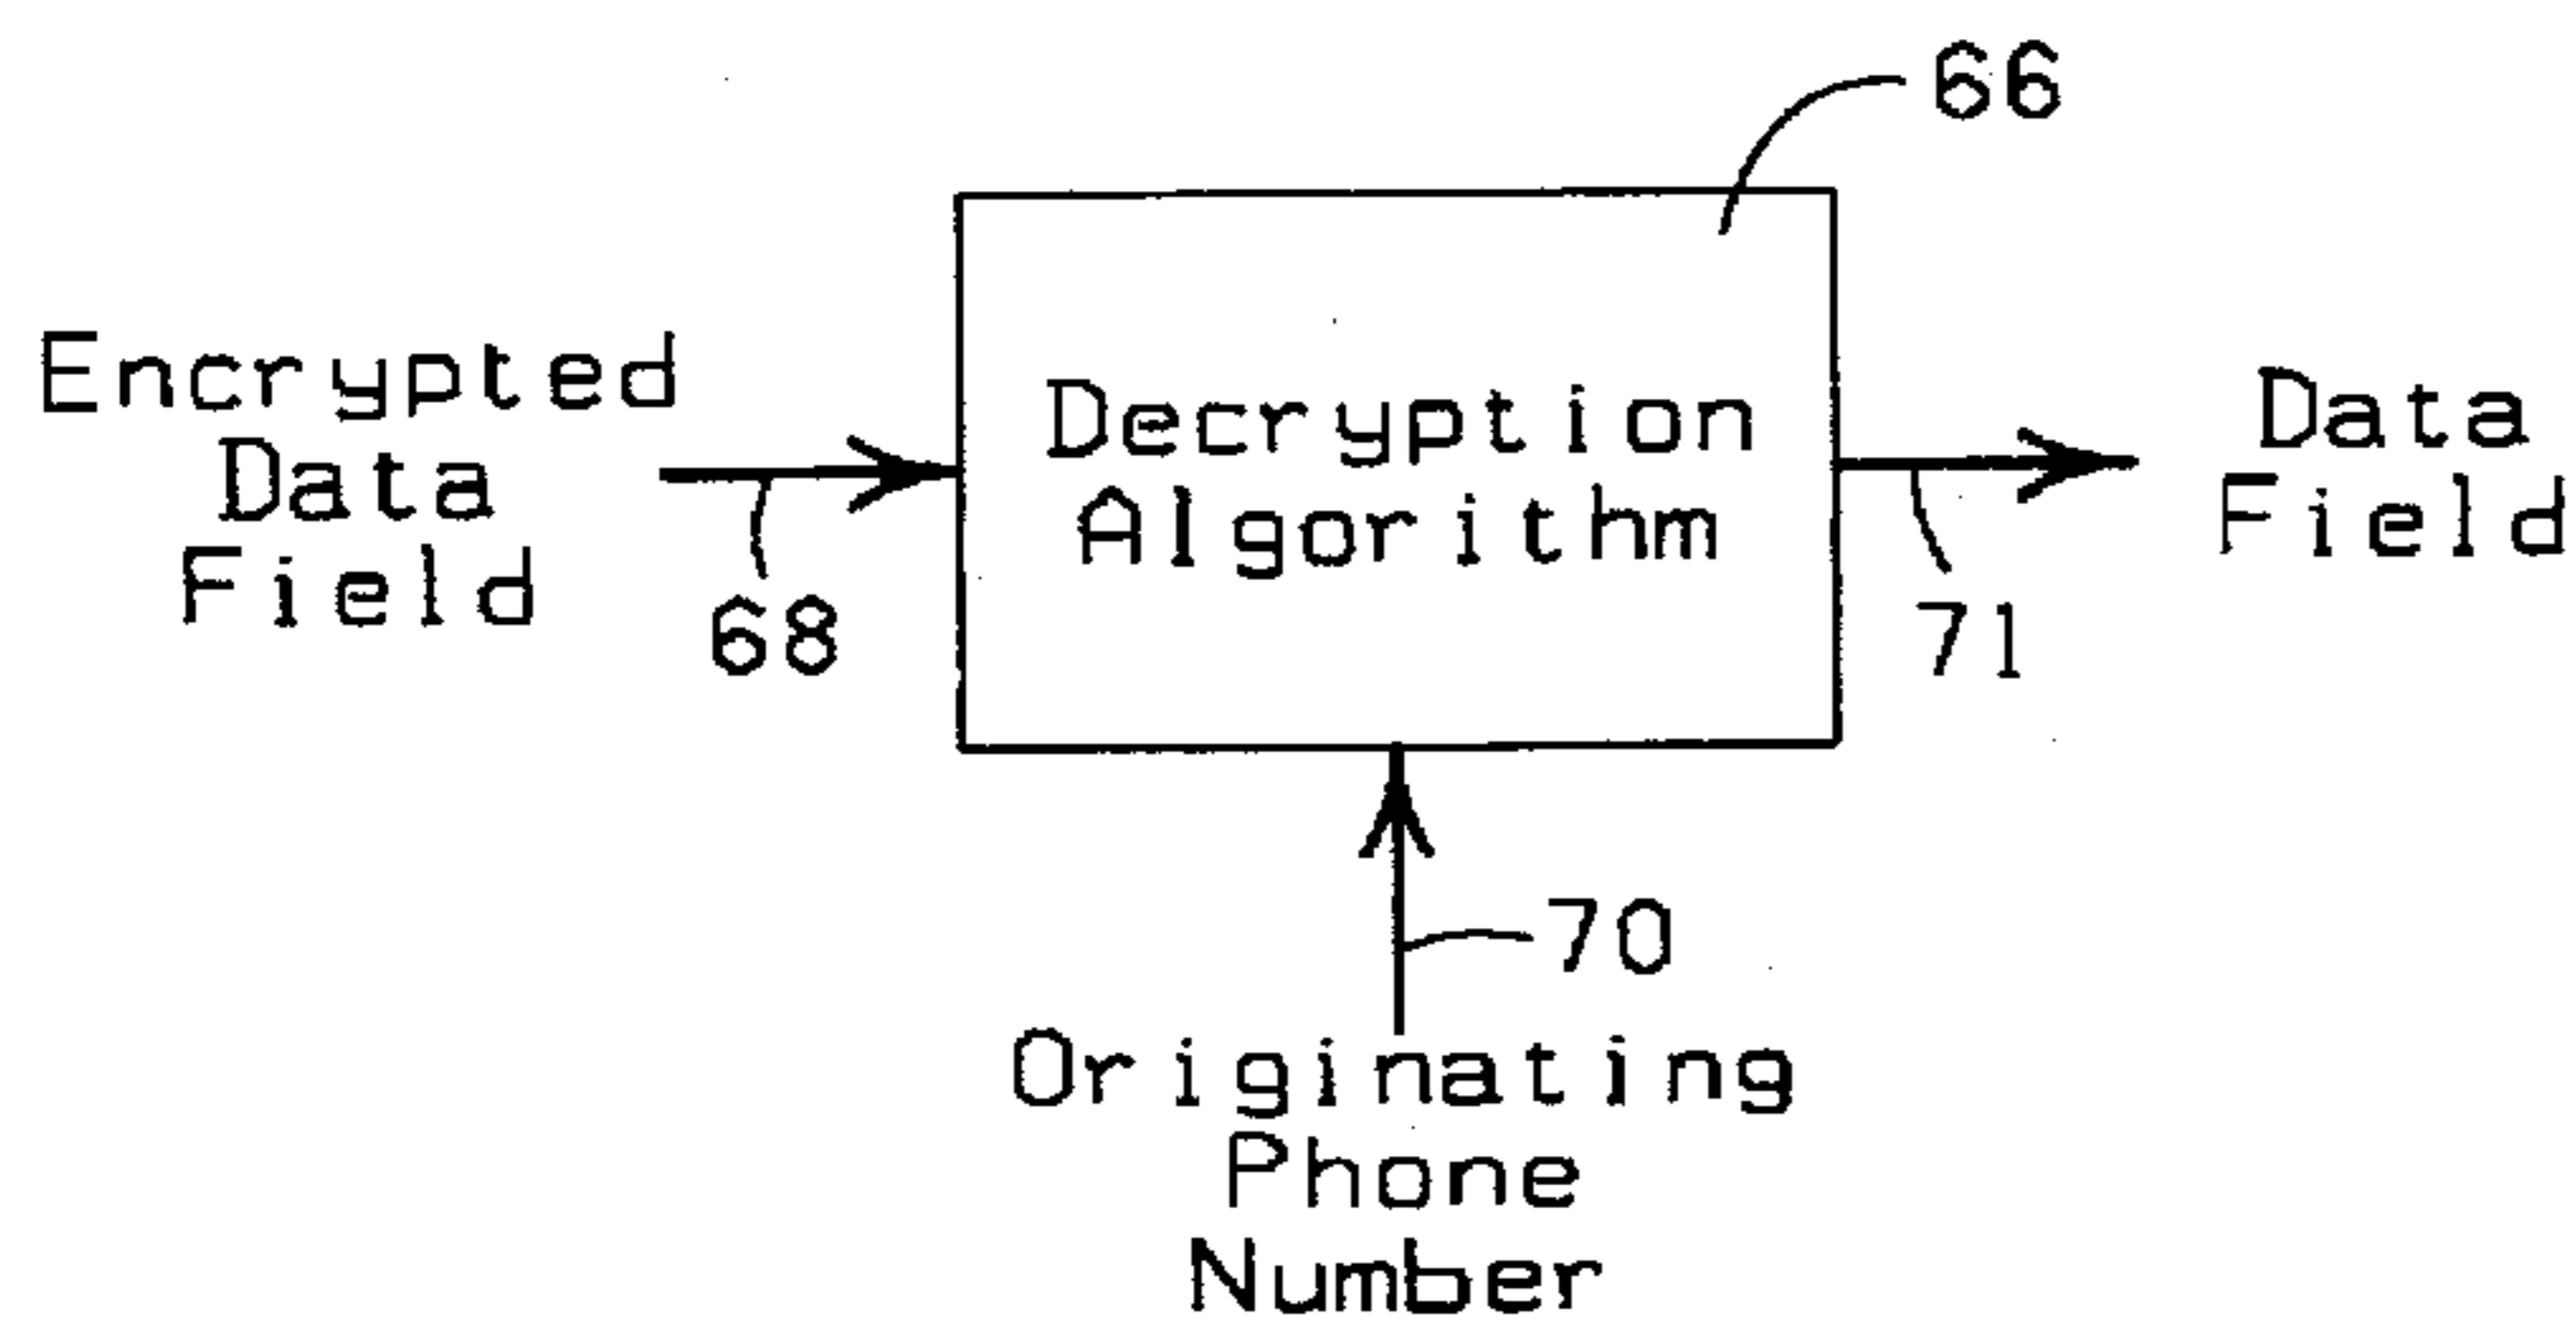 66
Encrypted
Data
Field
68
Decryption
Algorithm
Data
Field
71
70
Originating
Phone
Number